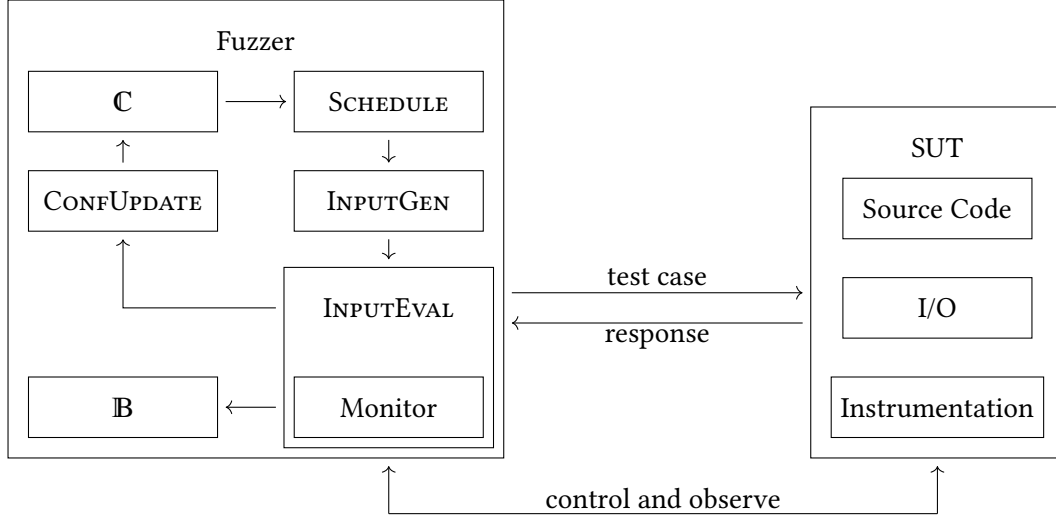 Fuzzer
ℂ
SCHEDULE
CONFUPDATE
INPUTGEN
INPUTEVAL
𝔹
Monitor
test case
response
control and observe
SUT
Source Code
I/O
Instrumentation